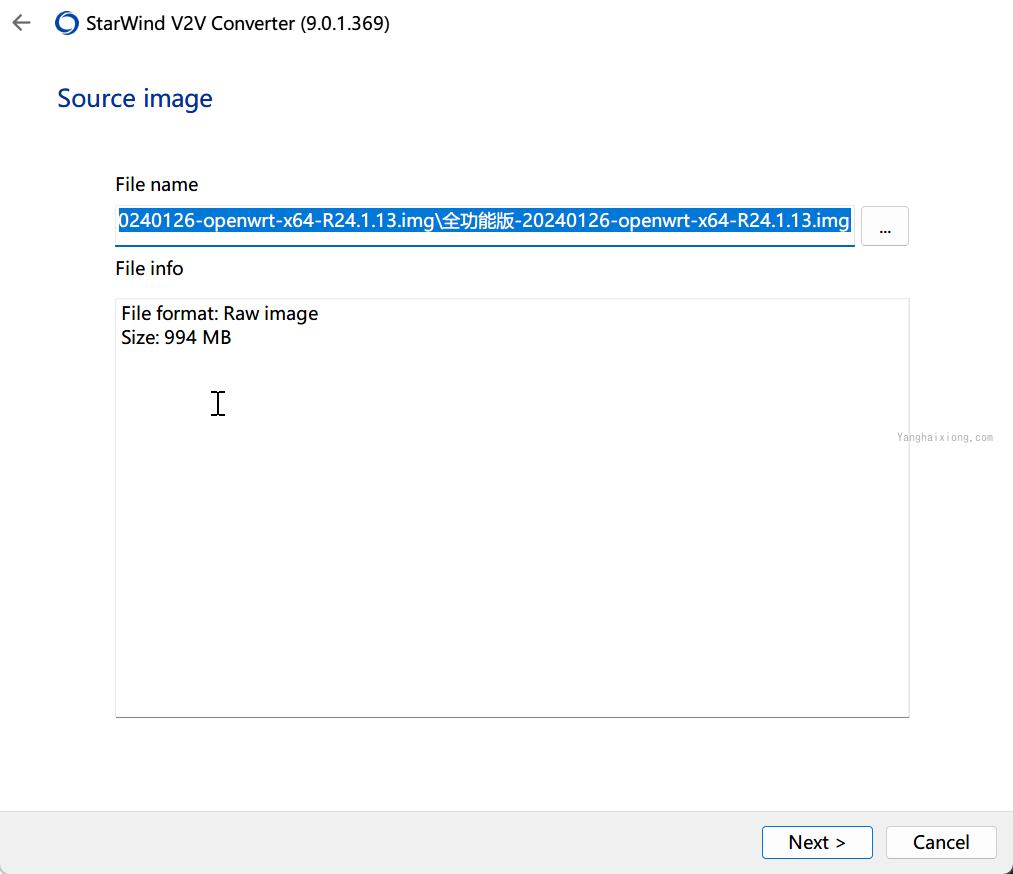 StarWind V2V Converter (9.0.1.369)
Source image
File name
0240126-openwrt-x64-R24.1.13.img\全功能版-20240126-openwrt-x64-R24.1.13.img
...
File info
File format: Raw image
Size: 994 MB
Yanghaixiong.com
Next >
Cancel